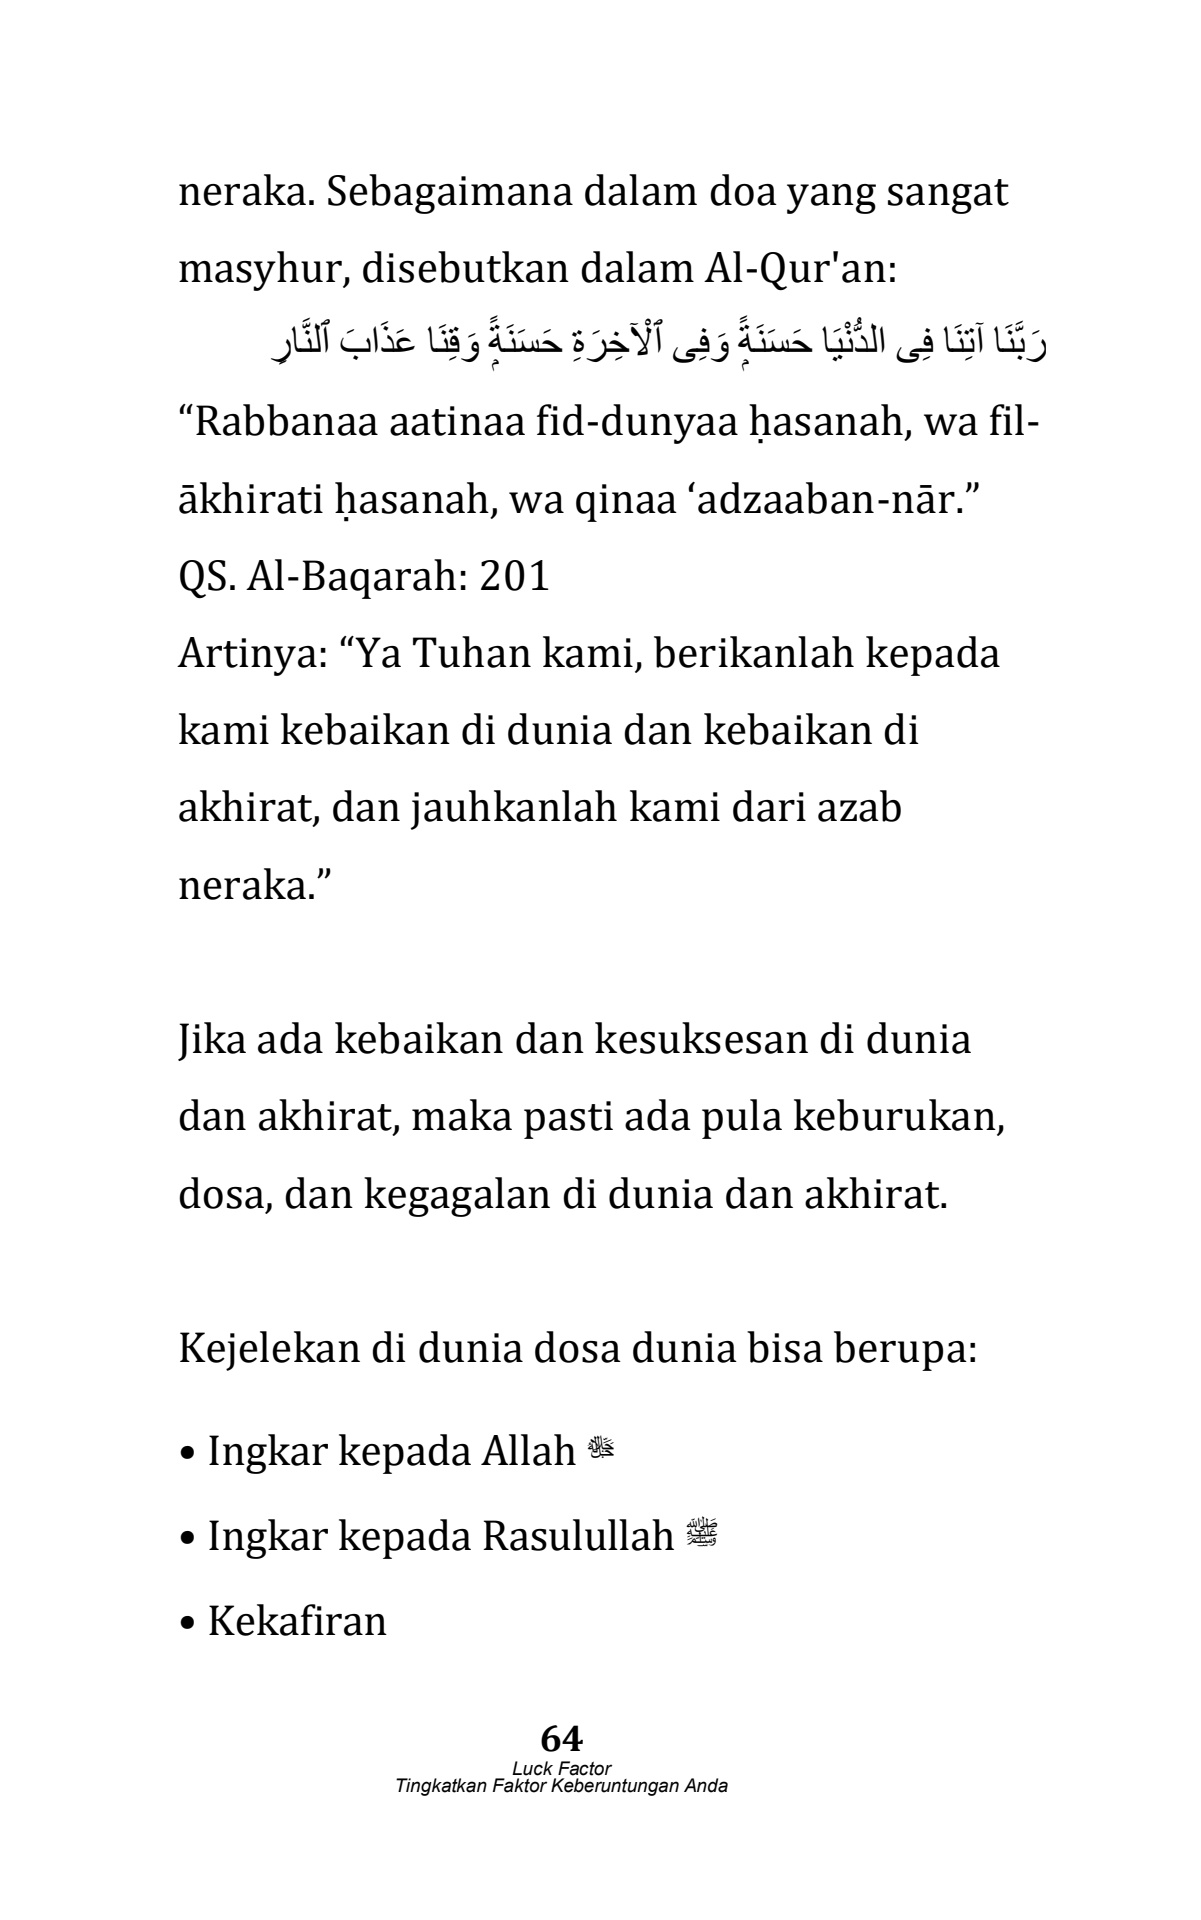 neraka. Sebagaimana dalam doa yang sangat
masyhur, disebutkan dalam Al-Qur'an:
رَبَّنَا آتِنَا فِى الدُّنْيَا حَسَنَةًۭ وَفِى ٱلْآخِرَةِ حَسَنَةًۭ وَقِنَا عَذَابَ ٱلنَّارِ
“Rabbanaa aatinaa fid-dunyaa ḥasanah, wa fil-
ākhirati ḥasanah, wa qinaa ‘adzaaban-nār.”
QS. Al-Baqarah: 201
Artinya: “Ya Tuhan kami, berikanlah kepada
kami kebaikan di dunia dan kebaikan di
akhirat, dan jauhkanlah kami dari azab
neraka.”
Jika ada kebaikan dan kesuksesan di dunia
dan akhirat, maka pasti ada pula keburukan,
dosa, dan kegagalan di dunia dan akhirat.
Kejelekan di dunia dosa dunia bisa berupa:
• Ingkar kepada Allah ﷻ
• Ingkar kepada Rasulullah ﷺ
• Kekafiran
64
Luck Factor
Tingkatkan Faktor Keberuntungan Anda